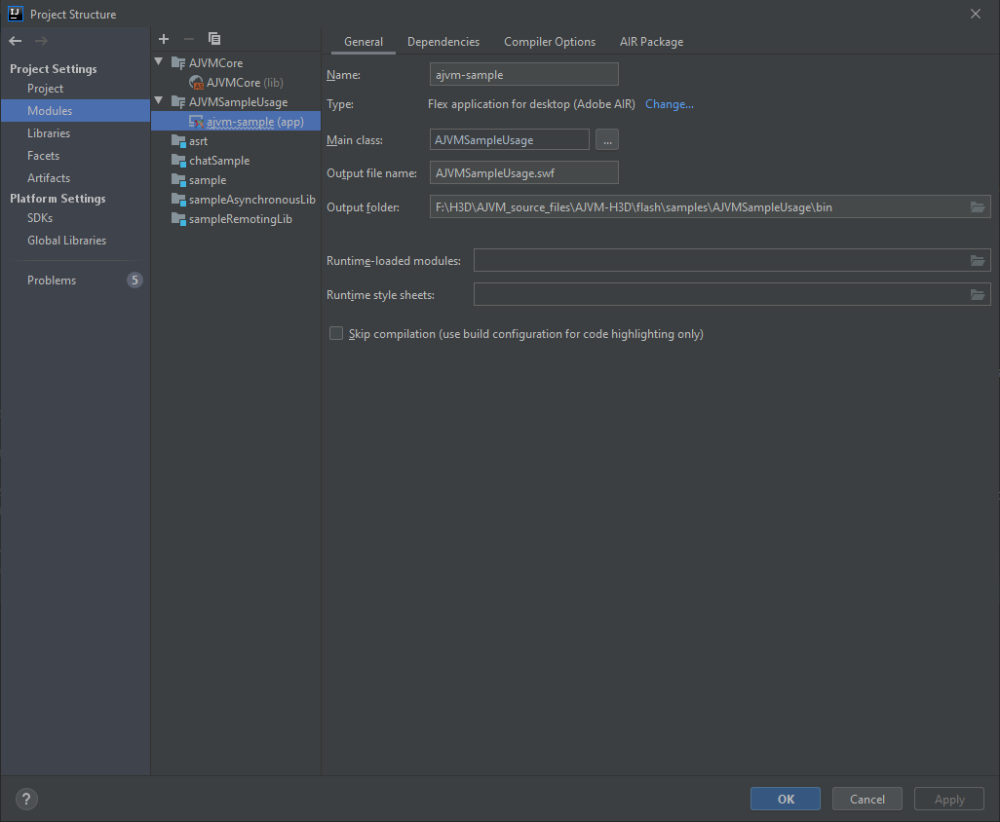 Project Structure
Project Settings
Project
Modules
Libraries
Facets
Artifacts
Platform Settings
SDKs
Global Libraries
Problems 5
AJVMCore
AJVMCore (lib)
AJVMSampleUsage
ajvm-sample (app)
asrt
chatSample
sample
sampleAsynchronousLib
sampleRemotingLib
General Dependencies Compiler Options AIR Package
Name: ajvm-sample
Type: Flex application for desktop (Adobe AIR) Change...
Main class: AJVMSampleUsage ...
Output file name: AJVMSampleUsage.swf
Output folder: F:\H3D\AJVM_source_files\AJVM-H3D\flash\samples\AJVMSampleUsage\bin
Runtime-loaded modules:
Runtime style sheets:
Skip compilation (use build configuration for code highlighting only)
? OK Cancel Apply